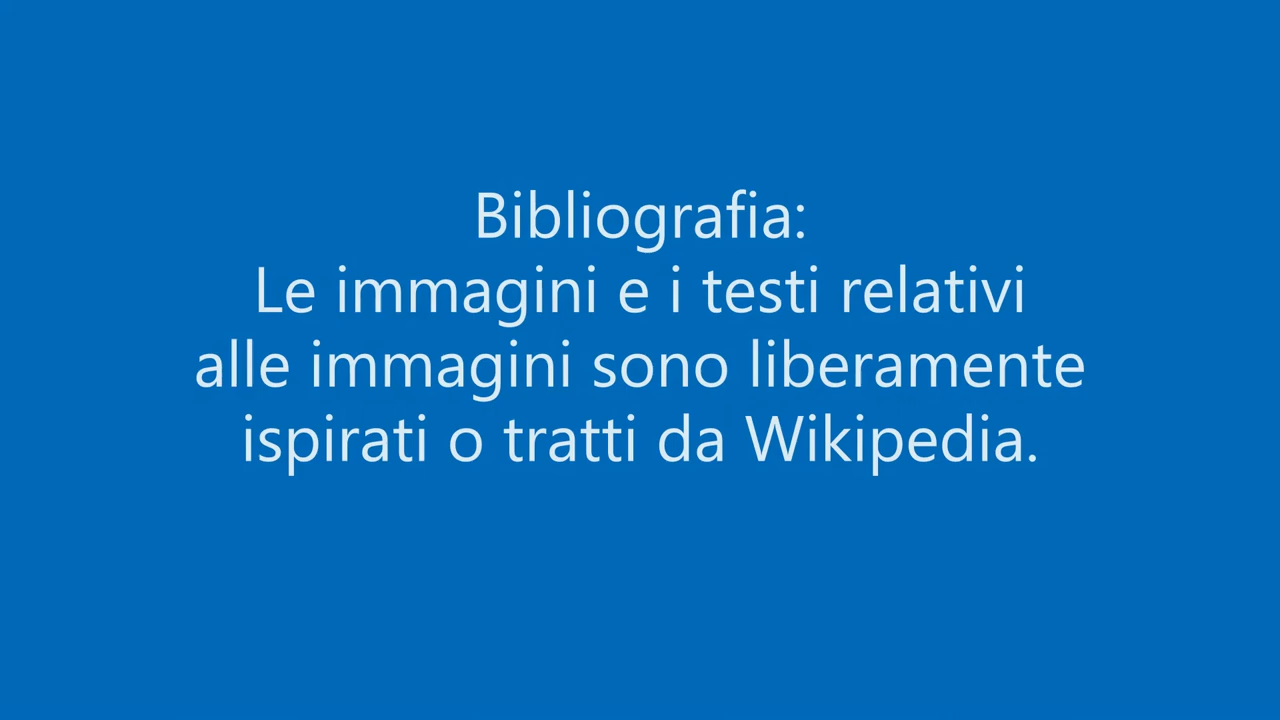 Bibliografia:
Le immagini e i testi relativi
alle immagini sono liberamente
ispirati o tratti da Wikipedia.